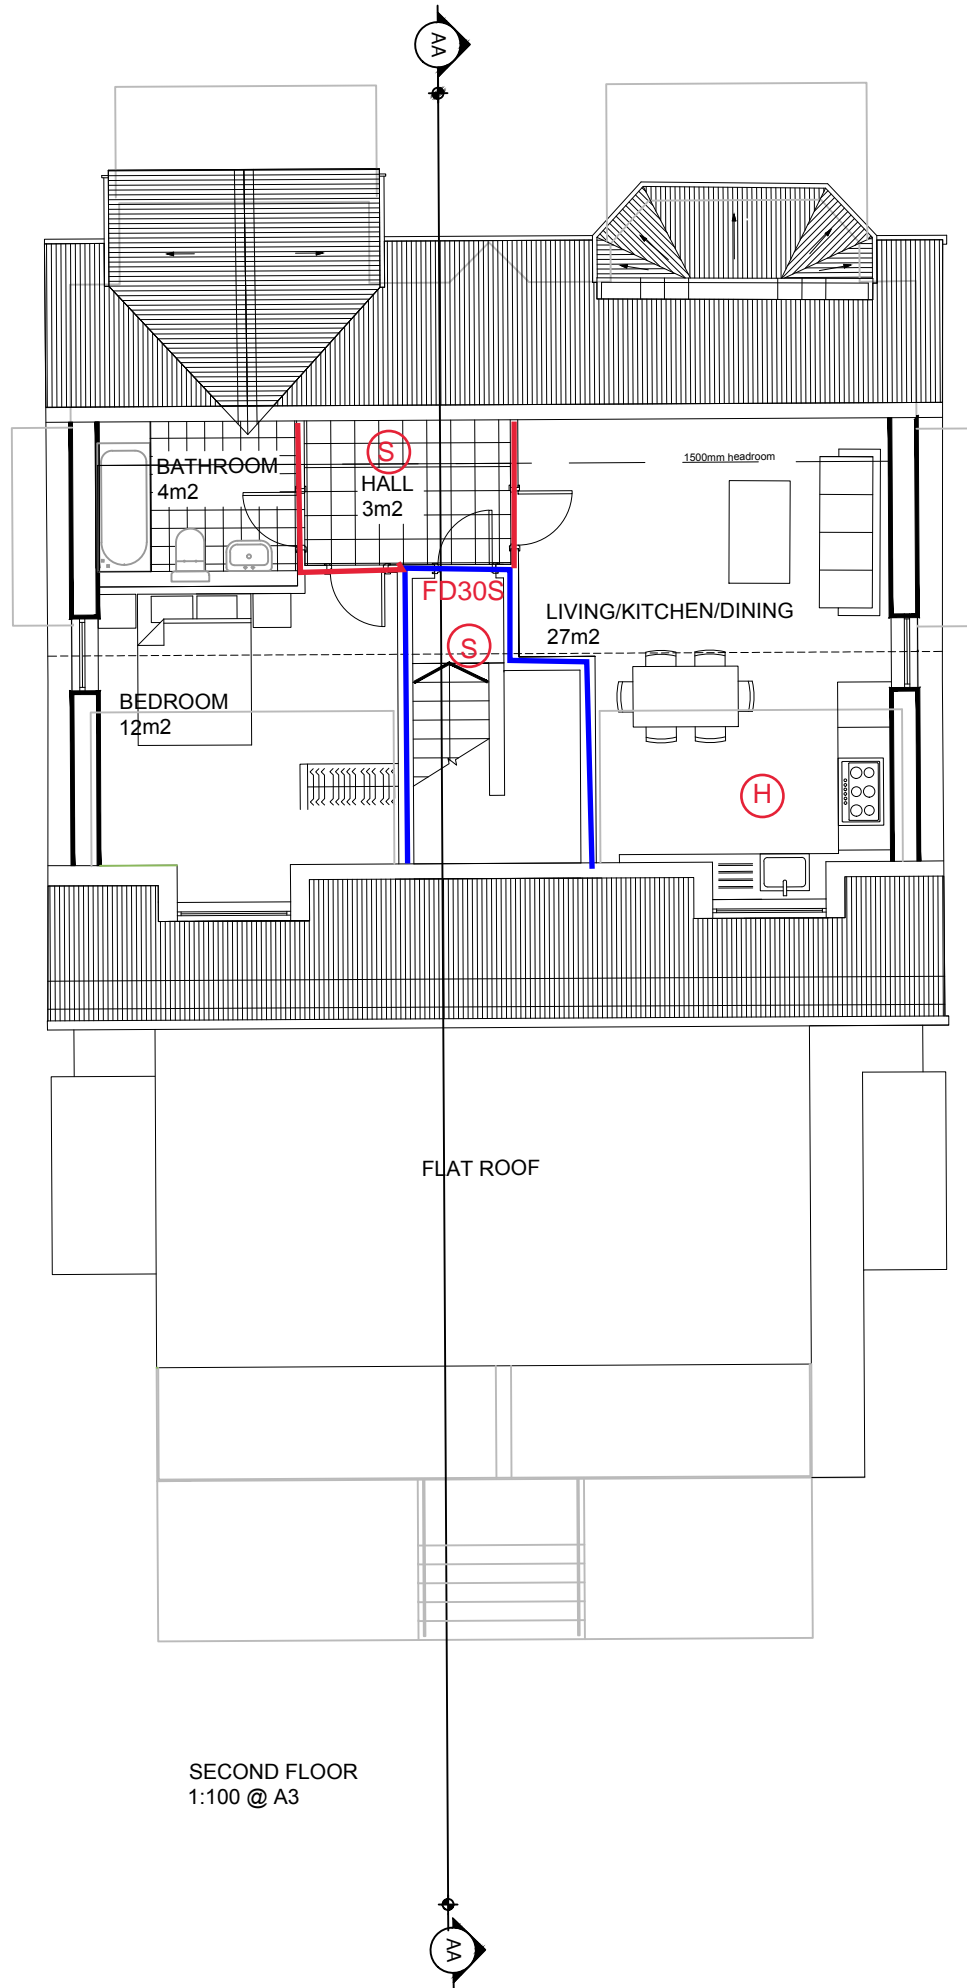 AA
BATHROOM
4m2
S
HALL
3m2
1500mm headroom
FD30S
S
LIVING/KITCHEN/DINING
27m2
BEDROOM
12m2
H
FLAT ROOF
SECOND FLOOR
1:100 @ A3
AA